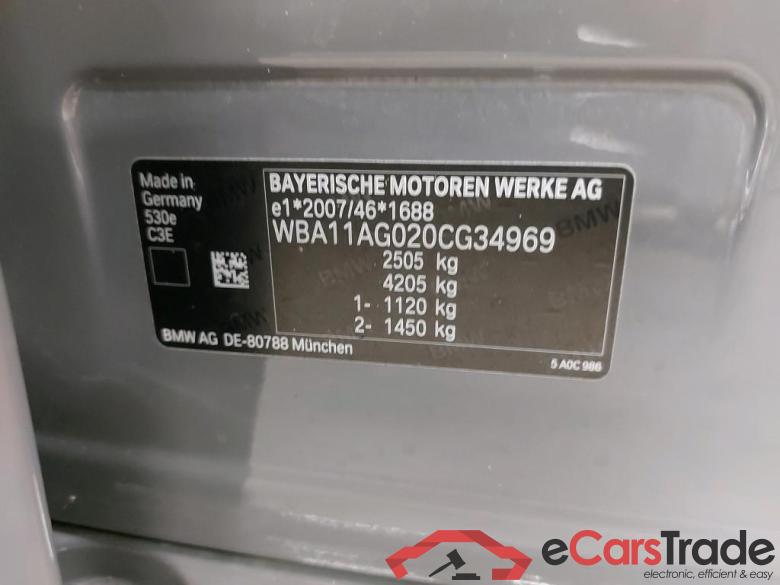 Made in
Germany
530e
C3E
BAYERISCHE MOTOREN WERKE AG
e1*2007/46*1688
WBA11AG020CG34969
2505 kg
4205 kg
1- 1120 kg
2- 1450 kg
BMW AG DE-80788 München
5 A0C 986
eCarsTrade
electronic, efficient & easy